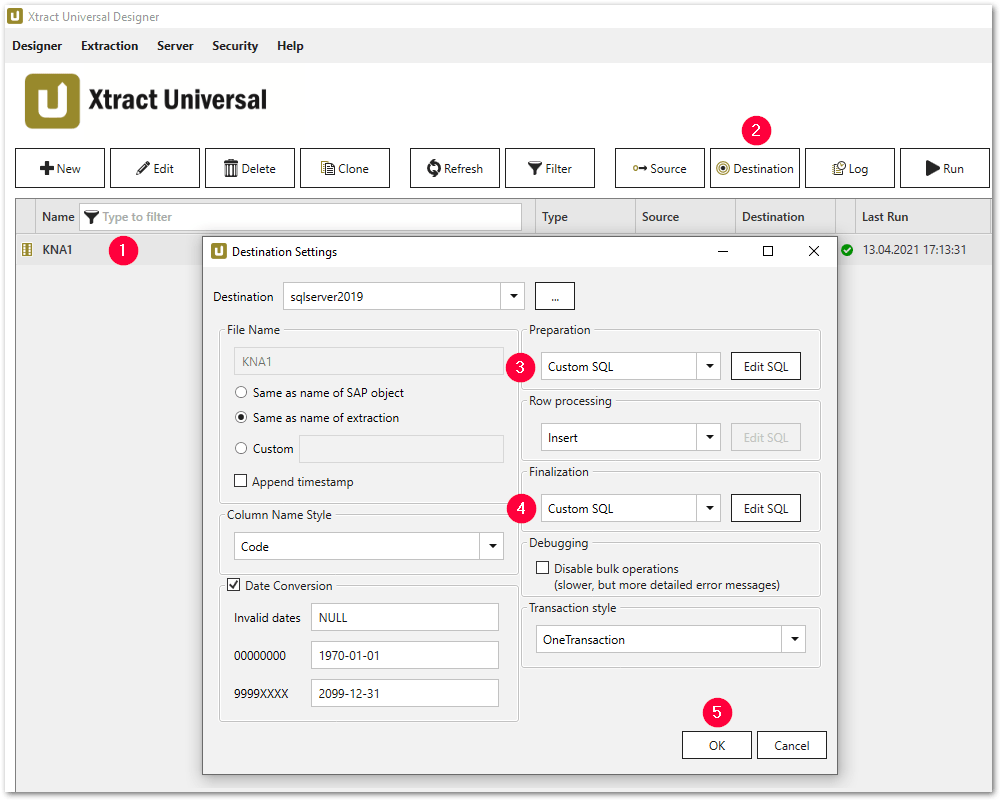 Xtract Universal Designer
Designer Extraction Server Security Help
Xtract Universal
2
New Edit Delete Clone Refresh Filter Source Destination Log Run
Name Type to filter Type Source Destination Last Run
KNA1 1 13.04.2021 17:13:31
Destination Settings
Destination sqlserver2019 ...
File Name
KNA1
Same as name of SAP object
Same as name of extraction
Custom
Append timestamp
Column Name Style
Code
Date Conversion
Invalid dates NULL
00000000 1970-01-01
9999XXXX 2099-12-31
Preparation
3 Custom SQL Edit SQL
Row processing
Insert Edit SQL
Finalization
4 Custom SQL Edit SQL
Debugging
Disable bulk operations
(slower, but more detailed error messages)
Transaction style
OneTransaction
5
OK Cancel